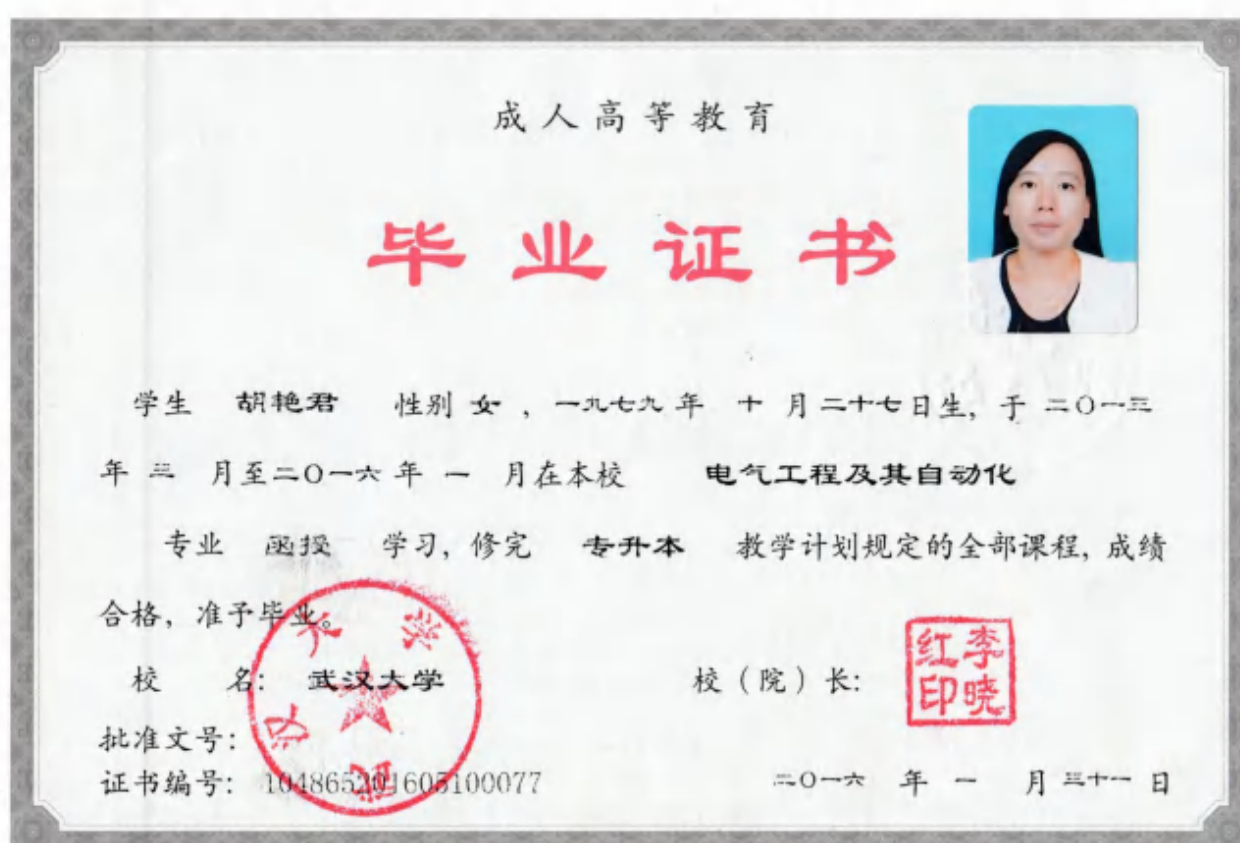 成人高等教育
毕业证书
学生 胡艳君 性别 女 ，一九七九 年 十 月二十七日生，于 二〇一三
年 三 月至二〇一六 年 一 月在本校 电气工程及其自动化
专业 函授 学习，修完 专升本 教学计划规定的全部课程，成绩
合格，准予毕业。
校 名： 武汉大学 校（院）长：
李晓红印
武汉大学
批准文号：
证书编号： 104865201605100077 二〇一六 年 一 月 三十一 日